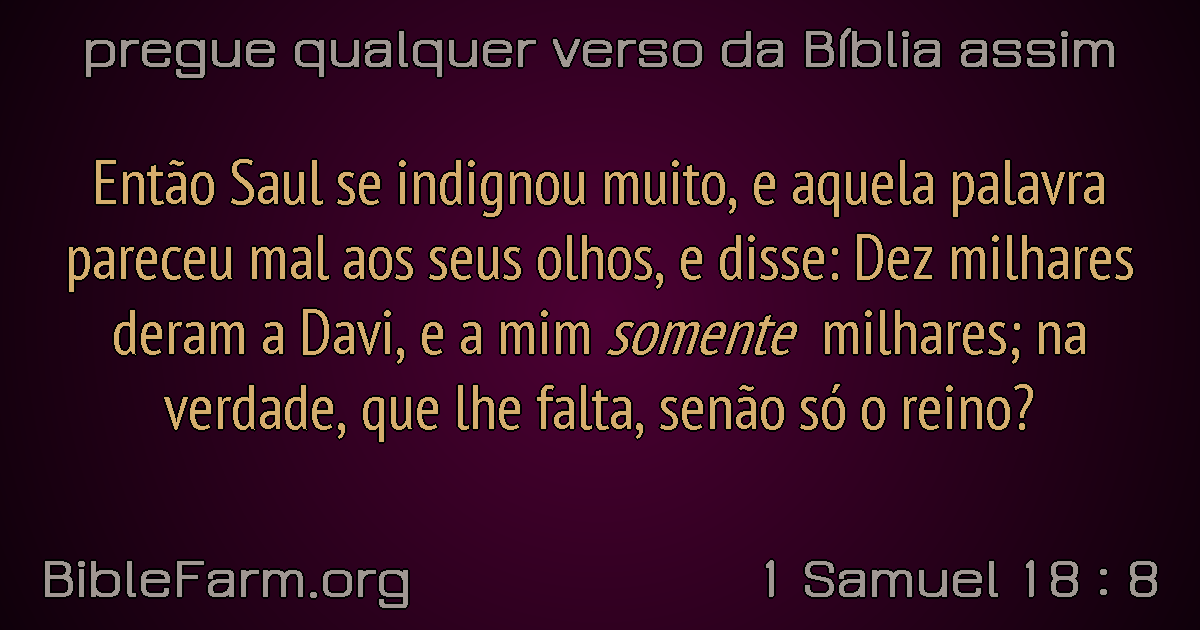 pregue qualquer verso da Bíblia assim
Então Saul se indignou muito, e aquela palavra
pareceu mal aos seus olhos, e disse: Dez milhares
deram a Davi, e a mim somente milhares; na
verdade, que lhe falta, senão só o reino?
BibleFarm.org
1 Samuel 18 : 8